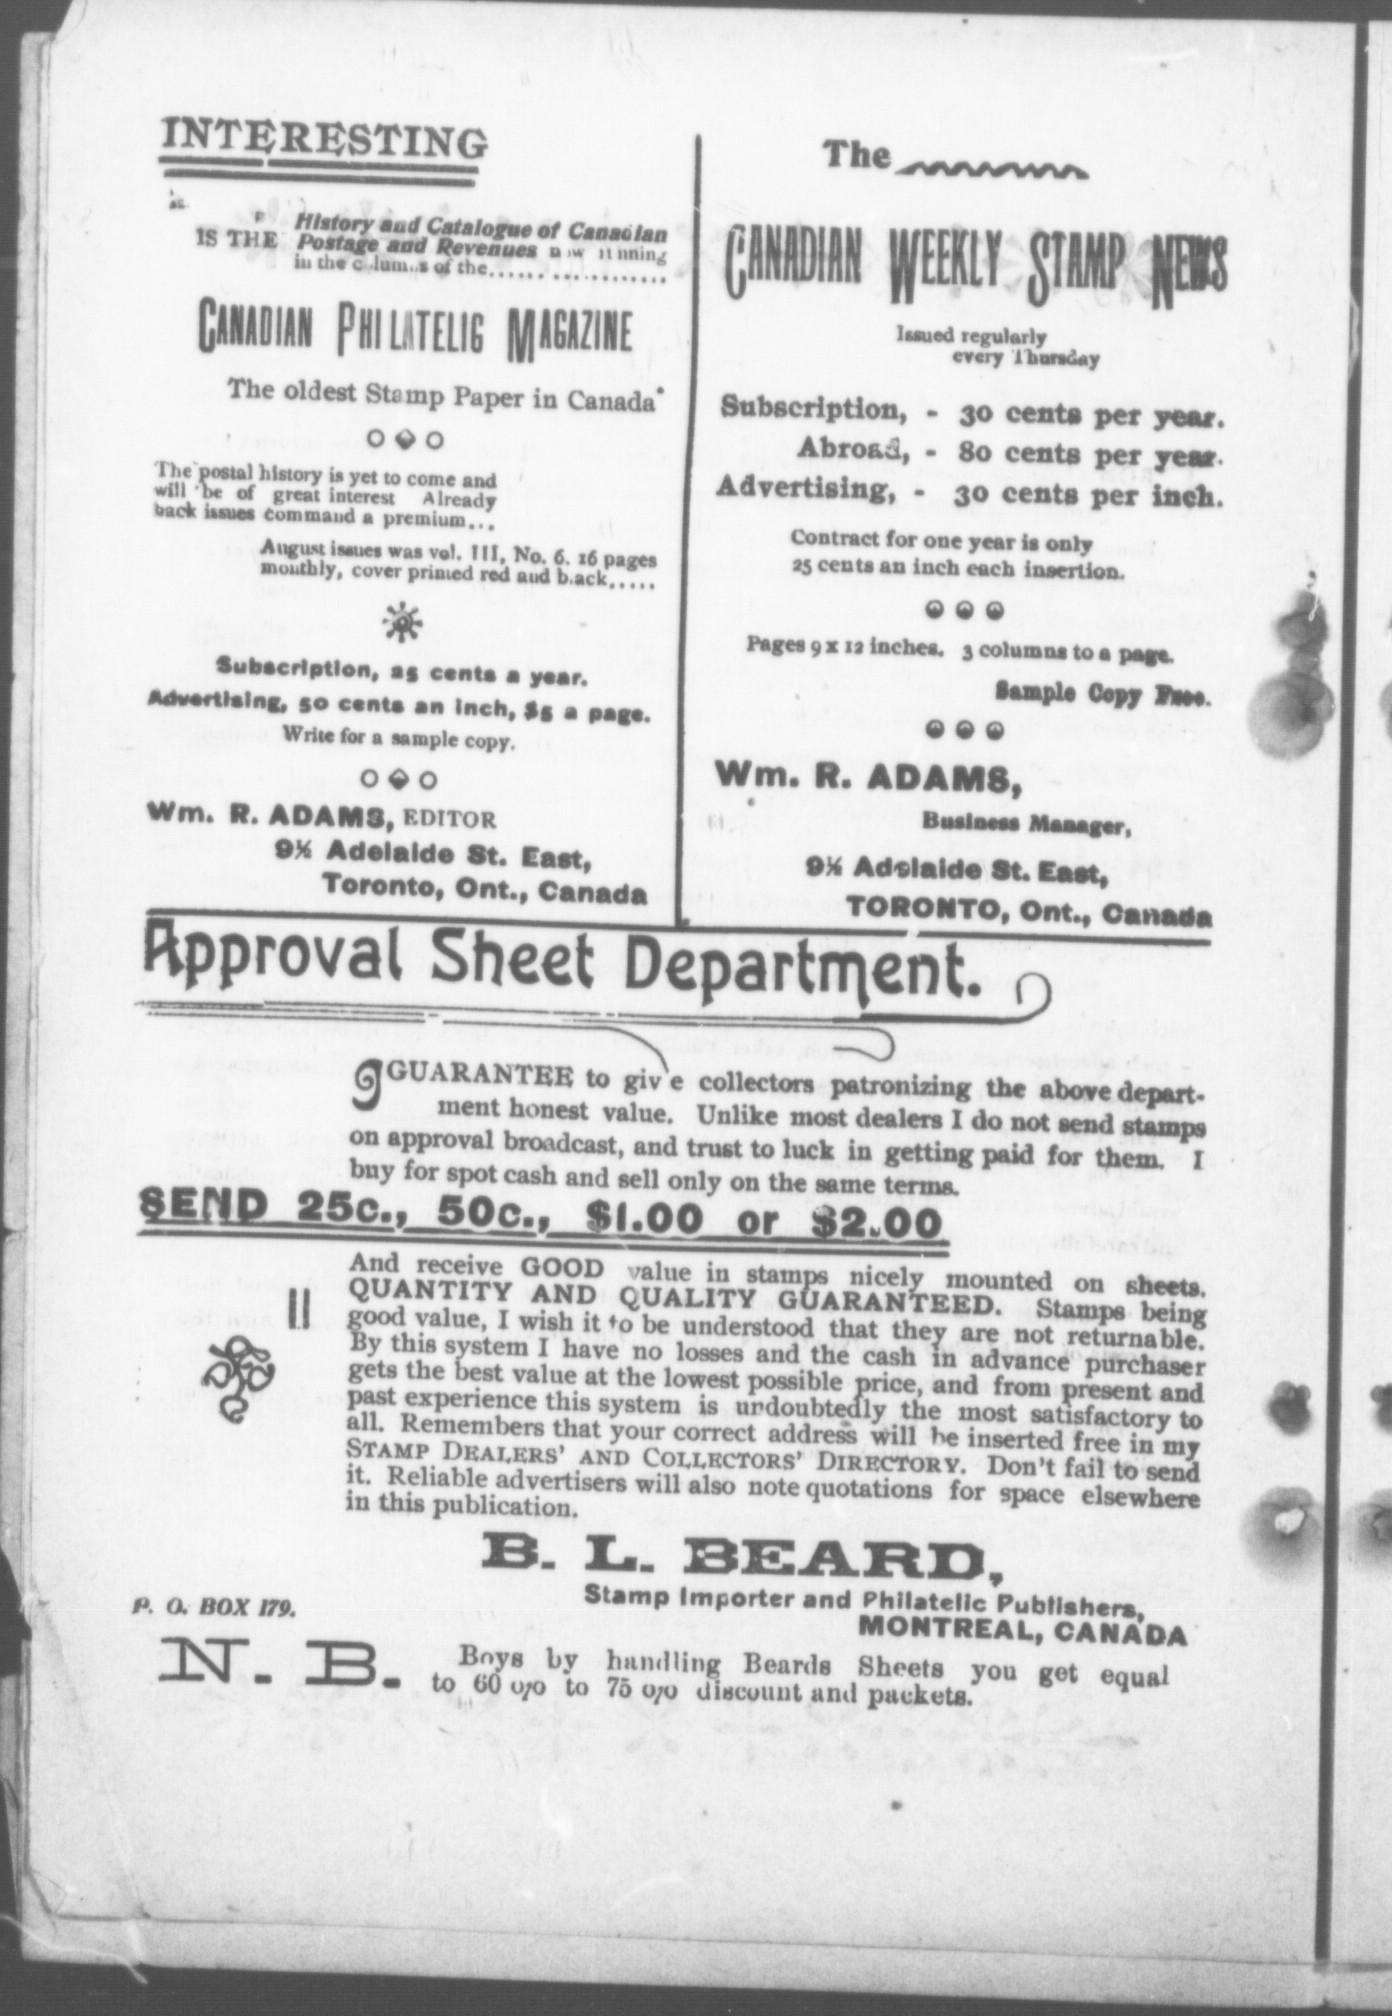 INTERESTING
IS THE
History and Catalogue of Canadian
Postage and Revenues now running
in the colum..s of the..................
CANADIAN PHILATELIG MAGAZINE
The oldest Stamp Paper in Canada
The postal history is yet to come and
will be of great interest Already
back issues command a premium...
August issues was vol. III, No. 6. 16 pages
monthly, cover printed red and b.ack.....
Subscription, 25 cents a year.
Advertising, 50 cents an inch, $5 a page.
Write for a sample copy.
Wm. R. ADAMS, EDITOR
9½ Adelaide St. East,
Toronto, Ont., Canada
The
CANADIAN WEEKLY STAMP NEWS
Issued regularly
every Thursday
Subscription, - 30 cents per year.
Abroad, - 80 cents per year.
Advertising, - 30 cents per inch.
Contract for one year is only
25 cents an inch each insertion.
Pages 9 x 12 inches. 3 columns to a page.
Sample Copy Free.
Wm. R. ADAMS,
Business Manager,
9½ Adelaide St. East,
TORONTO, Ont., Canada
Approval Sheet Department.
I GUARANTEE to give collectors patronizing the above depart-
ment honest value. Unlike most dealers I do not send stamps
on approval broadcast, and trust to luck in getting paid for them. I
buy for spot cash and sell only on the same terms.
SEND 25c., 50c., $1.00 or $2.00
And receive GOOD value in stamps nicely mounted on sheets.
QUANTITY AND QUALITY GUARANTEED. Stamps being
good value, I wish it to be understood that they are not returnable.
By this system I have no losses and the cash in advance purchaser
gets the best value at the lowest possible price, and from present and
past experience this system is undoubtedly the most satisfactory to
all. Remembers that your correct address will be inserted free in my
STAMP DEALERS' AND COLLECTORS' DIRECTORY. Don't fail to send
it. Reliable advertisers will also note quotations for space elsewhere
in this publication.
B. L. BEARD,
Stamp Importer and Philatelic Publishers,
P. O. BOX 179.
MONTREAL, CANADA
N. B. Boys by handling Beards Sheets you get equal
to 60 o/o to 75 o/o discount and packets.